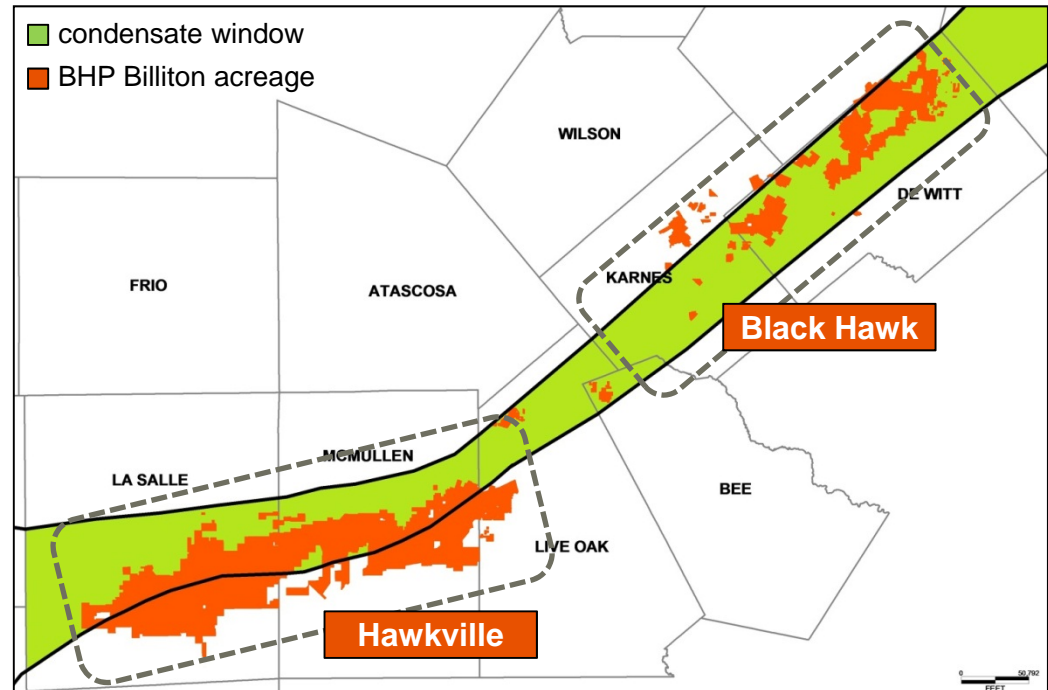 condensate window
BHP Billiton acreage
WILSON
DE WITT
KARNES
FRIO
ATASCOSA
Black Hawk
MCMULLEN
LA SALLE
BEE
LIVE OAK
Hawkville
0 50,792
FEET